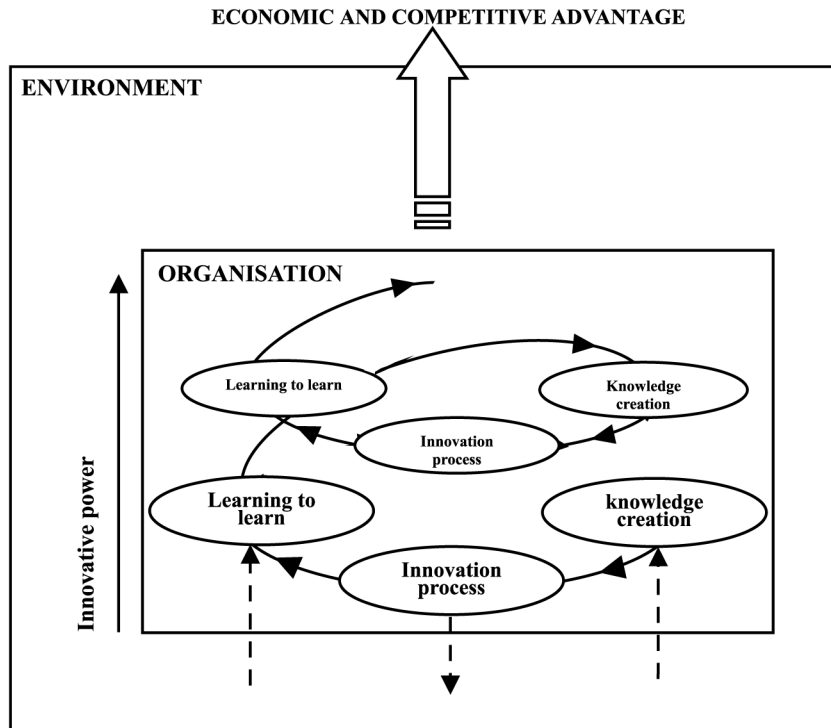 ECONOMIC AND COMPETITIVE ADVANTAGE
ENVIRONMENT
ORGANISATION
Learning to learn
Knowledge
creation
Innovation
process
Learning to
learn
knowledge
creation
Innovation
process
Innovative power